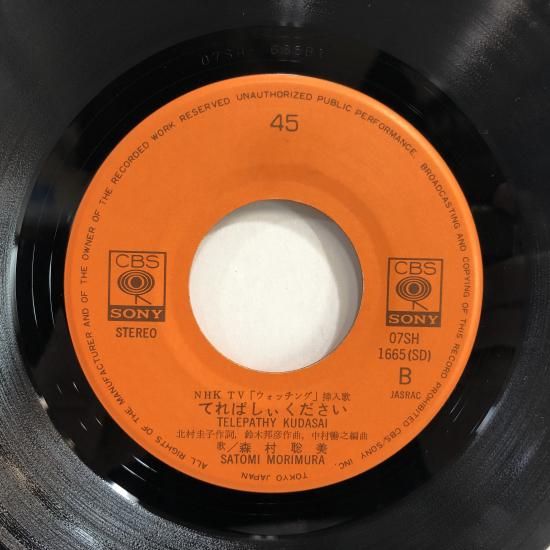 07SH 1665B1
ALL RIGHTS OF THE MANUFACTURER AND OF THE OWNER OF THE RECORDED WORK RESERVED UNAUTHORIZED PUBLIC PERFORMANCE, BROADCASTING AND COPYING OF THIS RECORD PROHIBITED CBS/SONY INC.
TOKYO JAPAN
45
CBS
SONY
STEREO
CBS
SONY
07SH
1665(SD)
B
JASRAC
NHK TV「ウォッチング」挿入歌
てれぱしぃください
TELEPATHY KUDASAI
北村圭子作詞, 鈴木邦彦作曲, 中村暢之編曲
歌/森村聡美
SATOMI MORIMURA